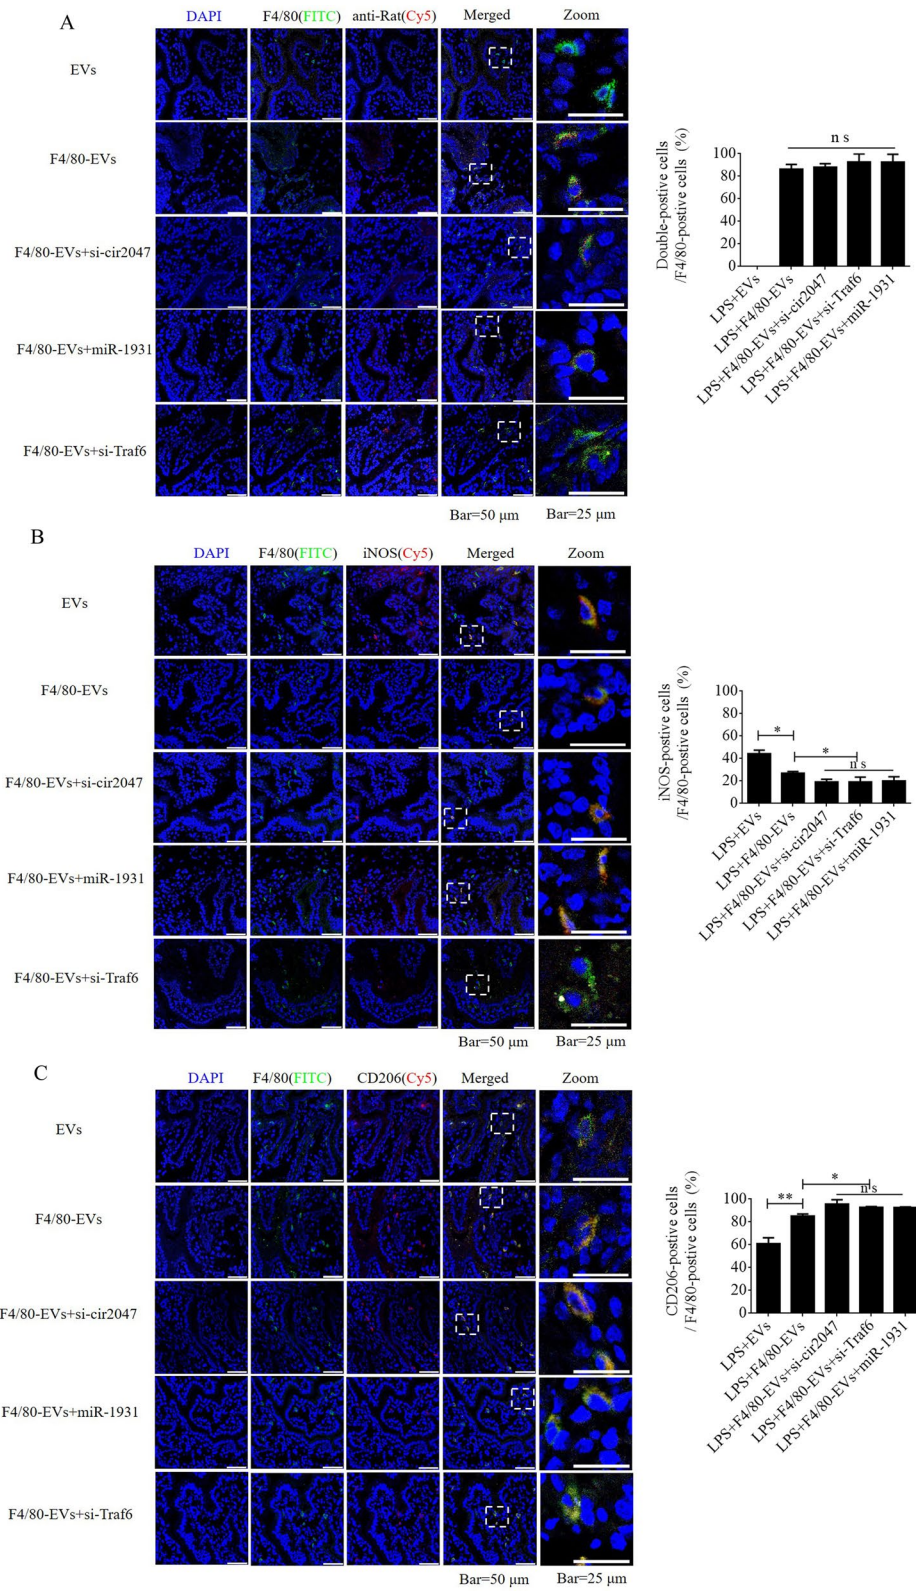 A
DAPI F4/80(FITC) anti-Rat(Cy5) Merged Zoom
EVs
F4/80-EVs
F4/80-EVs+si-cir2047
F4/80-EVs+miR-1931
F4/80-EVs+si-Traf6
Bar=50 μm Bar=25 μm
Double-postive cells
/F4/80-postive cells (%)
100
80
60
40
20
0
n s
LPS+EVs
LPS+F4/80-EVs
LPS+F4/80-EVs+si-cir2047
LPS+F4/80-EVs+si-Traf6
LPS+F4/80-EVs+miR-1931
B
DAPI F4/80(FITC) iNOS(Cy5) Merged Zoom
EVs
F4/80-EVs
F4/80-EVs+si-cir2047
F4/80-EVs+miR-1931
F4/80-EVs+si-Traf6
Bar=50 μm Bar=25 μm
iNOS-postive cells
/F4/80-postive cells (%)
100
80
60
40
20
0
*
*
n s
LPS+EVs
LPS+F4/80-EVs
LPS+F4/80-EVs+si-cir2047
LPS+F4/80-EVs+si-Traf6
LPS+F4/80-EVs+miR-1931
C
DAPI F4/80(FITC) CD206(Cy5) Merged Zoom
EVs
F4/80-EVs
F4/80-EVs+si-cir2047
F4/80-EVs+miR-1931
F4/80-EVs+si-Traf6
Bar=50 μm Bar=25 μm
CD206-postive cells
/ F4/80-postive cells (%)
100
80
60
40
20
0
**
*
n s
LPS+EVs
LPS+F4/80-EVs
LPS+F4/80-EVs+si-cir2047
LPS+F4/80-EVs+si-Traf6
LPS+F4/80-EVs+miR-1931